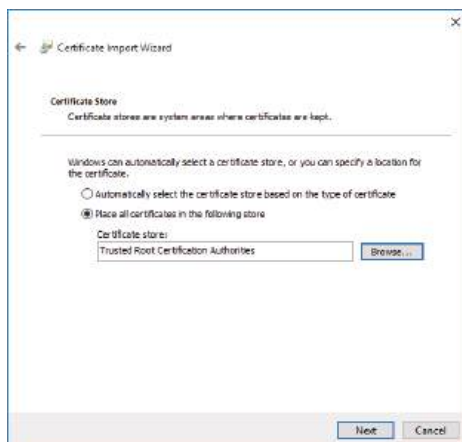 Certificate Import Wizard
Certificate Store
Certificate stores are system areas where certificates are kept.
Windows can automatically select a certificate store, or you can specify a location for
the certificate.
Automatically select the certificate store based on the type of certificate
Place all certificates in the following store
Certificate store:
Trusted Root Certification Authorities
Browse...
Next
Cancel